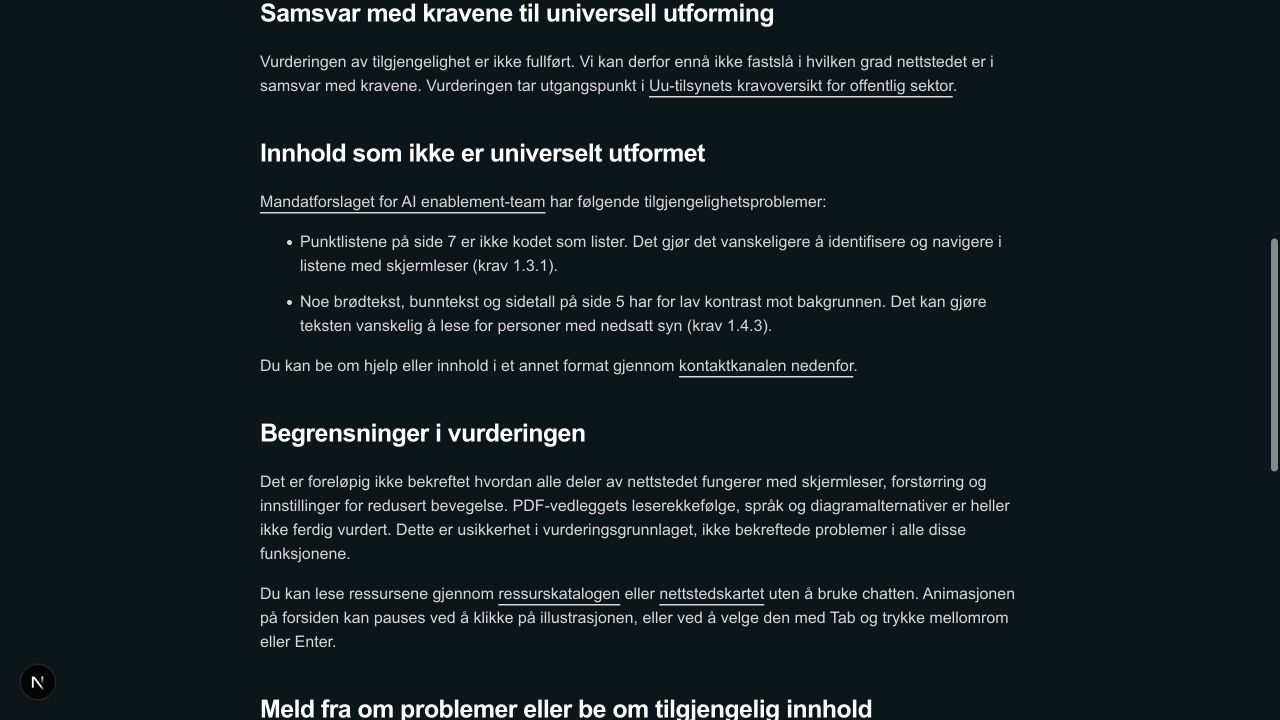 Samsvar med kravene til universell utforming
Vurderingen av tilgjengelighet er ikke fullført. Vi kan derfor ennå ikke fastslå i hvilken grad nettstedet er i
samsvar med kravene. Vurderingen tar utgangspunkt i Uu-tilsynets kravoversikt for offentlig sektor.
Innhold som ikke er universelt utformet
Mandatforslaget for AI enablement-team har følgende tilgjengelighetsproblemer:
• Punktlistene på side 7 er ikke kodet som lister. Det gjør det vanskeligere å identifisere og navigere i
listene med skjermleser (krav 1.3.1).
• Noe brødtekst, bunntekst og sidetall på side 5 har for lav kontrast mot bakgrunnen. Det kan gjøre
teksten vanskelig å lese for personer med nedsatt syn (krav 1.4.3).
Du kan be om hjelp eller innhold i et annet format gjennom kontaktkanalen nedenfor.
Begrensninger i vurderingen
Det er foreløpig ikke bekreftet hvordan alle deler av nettstedet fungerer med skjermleser, forstørring og
innstillinger for redusert bevegelse. PDF-vedleggets leserekkefølge, språk og diagramalternativer er heller
ikke ferdig vurdert. Dette er usikkerhet i vurderingsgrunnlaget, ikke bekreftede problemer i alle disse
funksjonene.
Du kan lese ressursene gjennom ressurskatalogen eller nettstedskartet uten å bruke chatten. Animasjonen
på forsiden kan pauses ved å klikke på illustrasjonen, eller ved å velge den med Tab og trykke mellomrom
eller Enter.
N
Meld fra om problemer eller be om tilgjengelig innhold